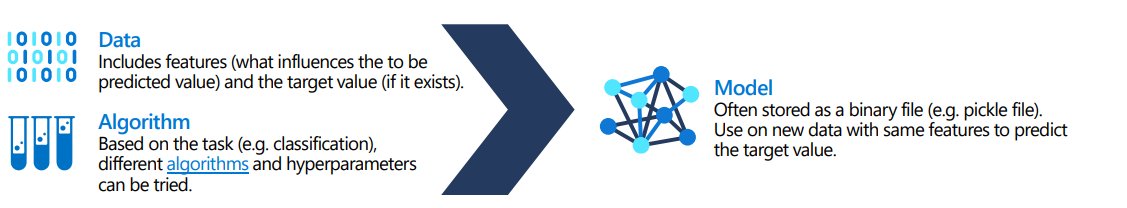 Data
Includes features (what influences the to be
predicted value) and the target value (if it exists).
Algorithm
Based on the task (e.g. classification),
different algorithms and hyperparameters
can be tried.
Model
Often stored as a binary file (e.g. pickle file).
Use on new data with same features to predict
the target value.